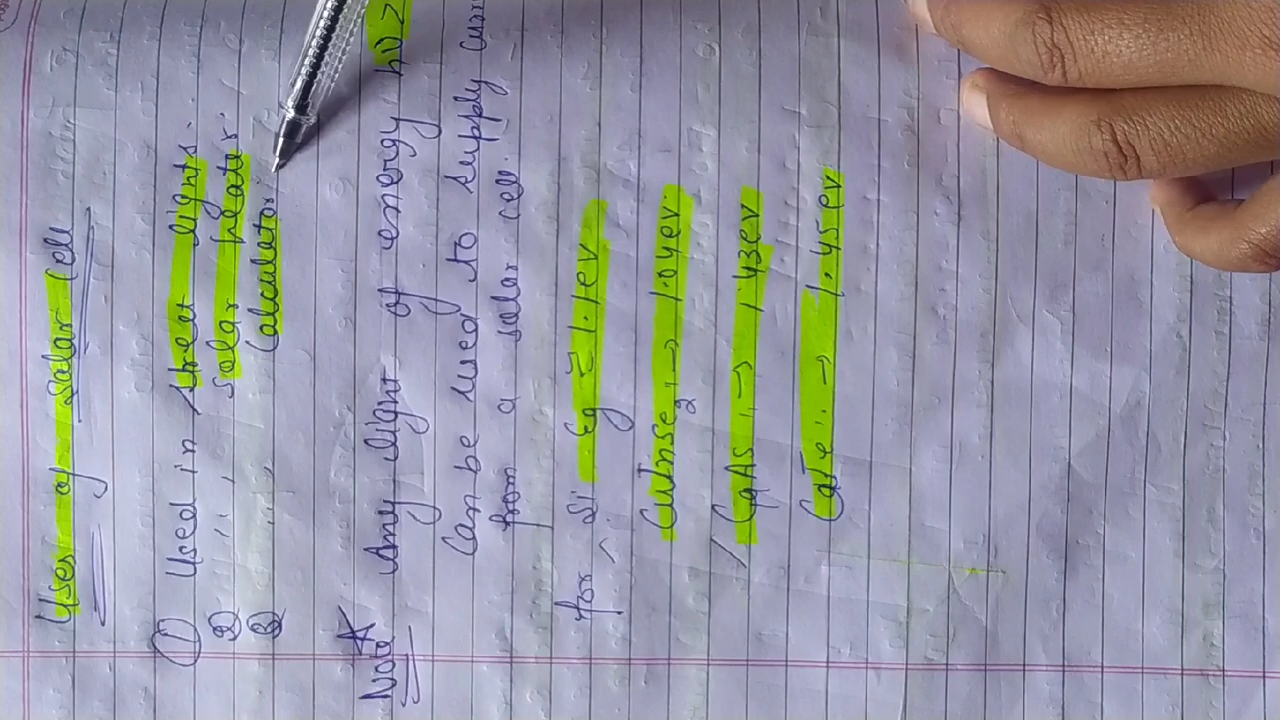 Uses of Solar Cell
① Used in street lights.
② ,, ,, solar heater.
③ ,, ,, Calculator.
Note * Any light of energy hν >
Can be used to supply curr
from a solar cell.
for, Si Eg = 1.1ev
CuInSe2 → 1.04ev
GaAs ,, → 1.43ev
CdTe ,, → 1.45ev